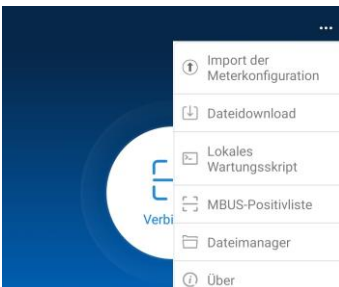 Import der
Meterkonfiguration
Dateidownload
Lokales
Wartungsskript
MBUS-Positivliste
Verbi
Dateimanager
Über